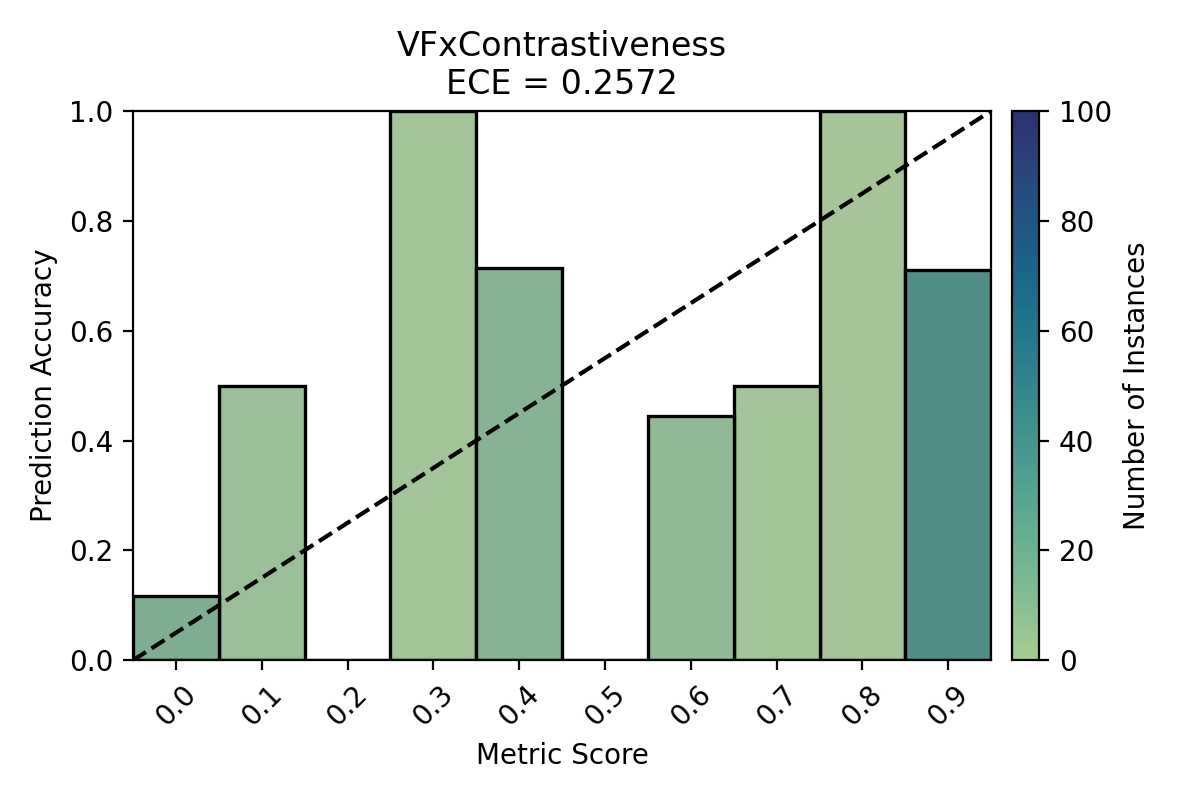 VFxContrastiveness
ECE = 0.2572
1.0
0.8
0.6
0.4
0.2
0.0
Prediction Accuracy
0.0 0.1 0.2 0.3 0.4 0.5 0.6 0.7 0.8 0.9
Metric Score
100
80
60
40
20
0
Number of Instances